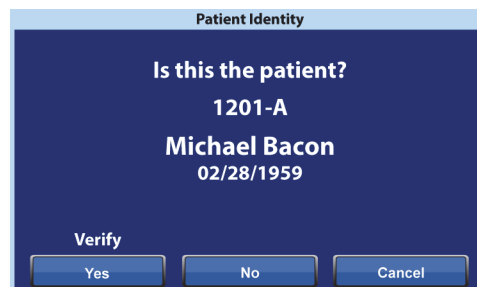 Patient Identity
Is this the patient?
1201-A
Michael Bacon
02/28/1959
Verify
Yes No Cancel